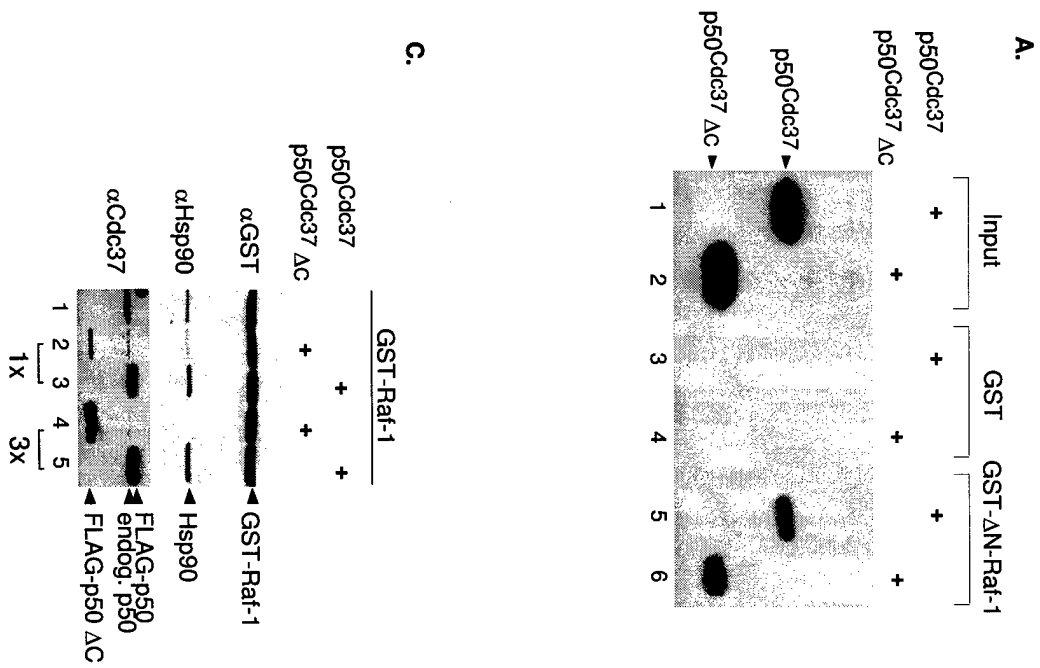 A.
Input GST GST-ΔN-Raf-1
p50Cdc37 + + +
p50Cdc37 ΔC + + +
p50Cdc37
p50Cdc37 ΔC
1 2 3 4 5 6
C.
GST-Raf-1
p50Cdc37 + +
p50Cdc37 ΔC + +
αGST GST-Raf-1
αHsp90 Hsp90
αCdc37 FLAG-p50
endog. p50
FLAG-p50 ΔC
1 2 3 4 5
1x 3x